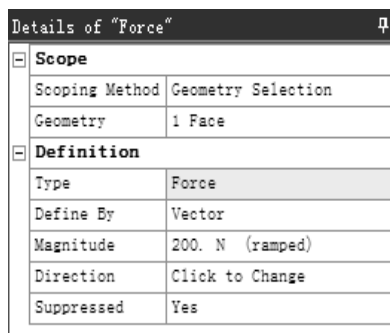 Details of "Force"
Scope
Scoping Method Geometry Selection
Geometry 1 Face
Definition
Type Force
Define By Vector
Magnitude 200. N (ramped)
Direction Click to Change
Suppressed Yes